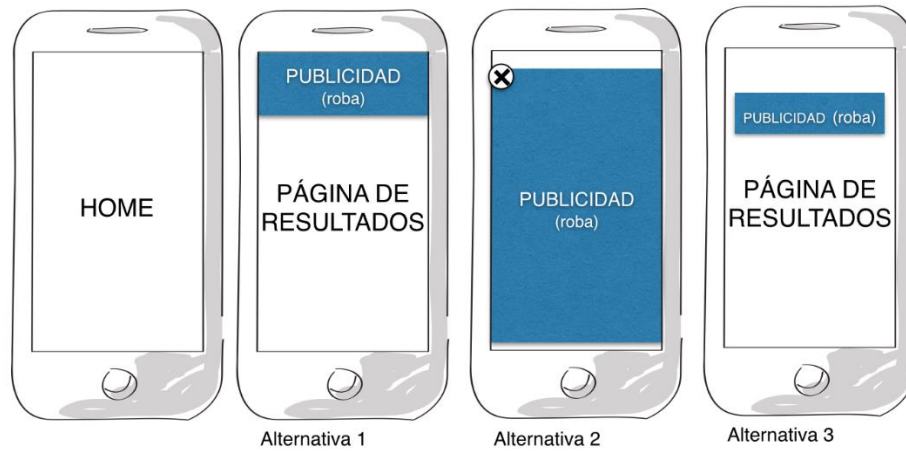 HOME
PUBLICIDAD
(roba)
PÁGINA DE
RESULTADOS
Alternativa 1
PUBLICIDAD
(roba)
Alternativa 2
PUBLICIDAD (roba)
PÁGINA DE
RESULTADOS
Alternativa 3